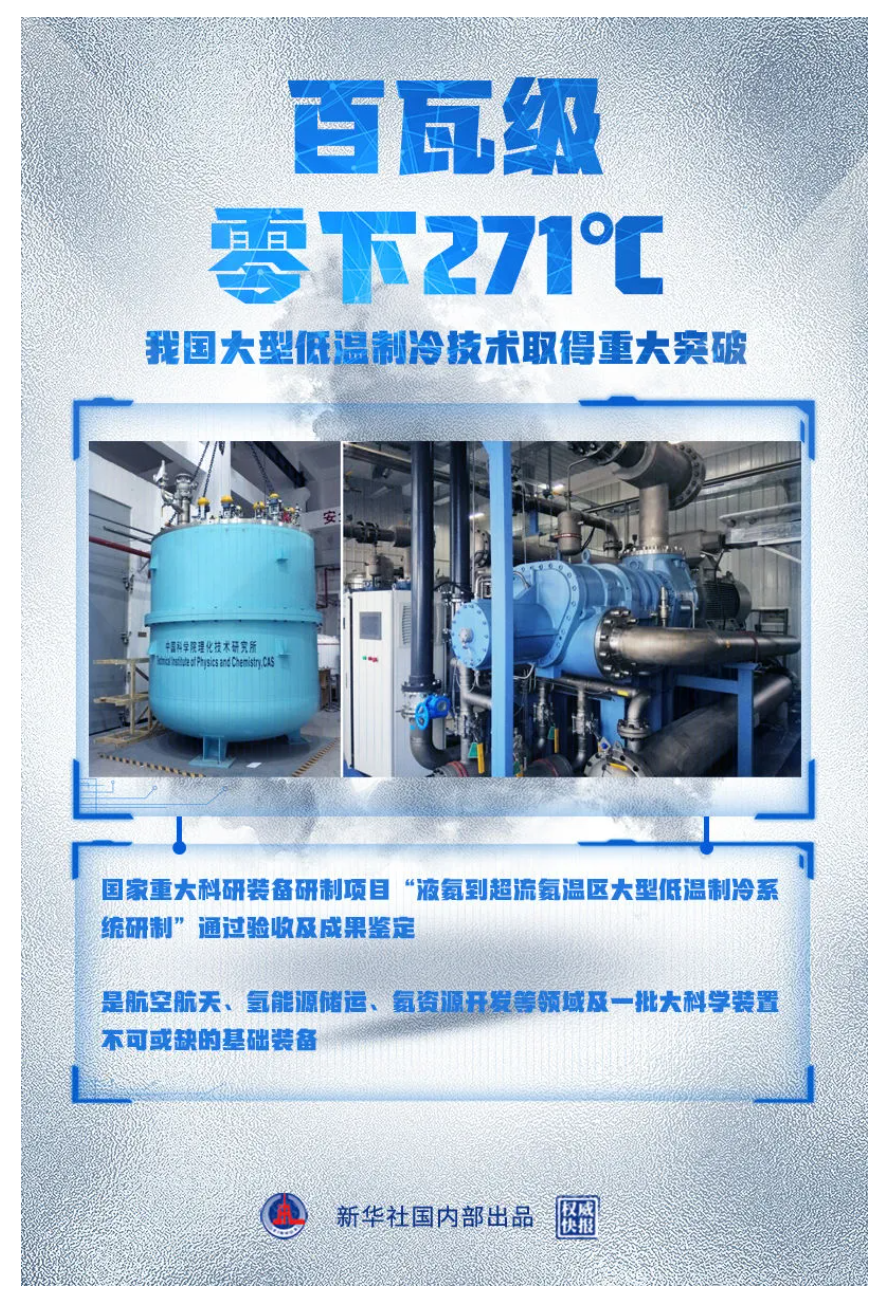 百瓦级
零下271℃
我国大型低温制冷技术取得重大突破
安
中国科学院理化技术研究所
Technical Institute of Physics and Chemistry,CAS
国家重大科研装备研制项目“液氦到超流氦温区大型低温制冷系
统研制”通过验收及成果鉴定
是航空航天、氢能源储运、氦资源开发等领域及一批大科学装置
不可或缺的基础装备
新华社国内部出品
权威
快报